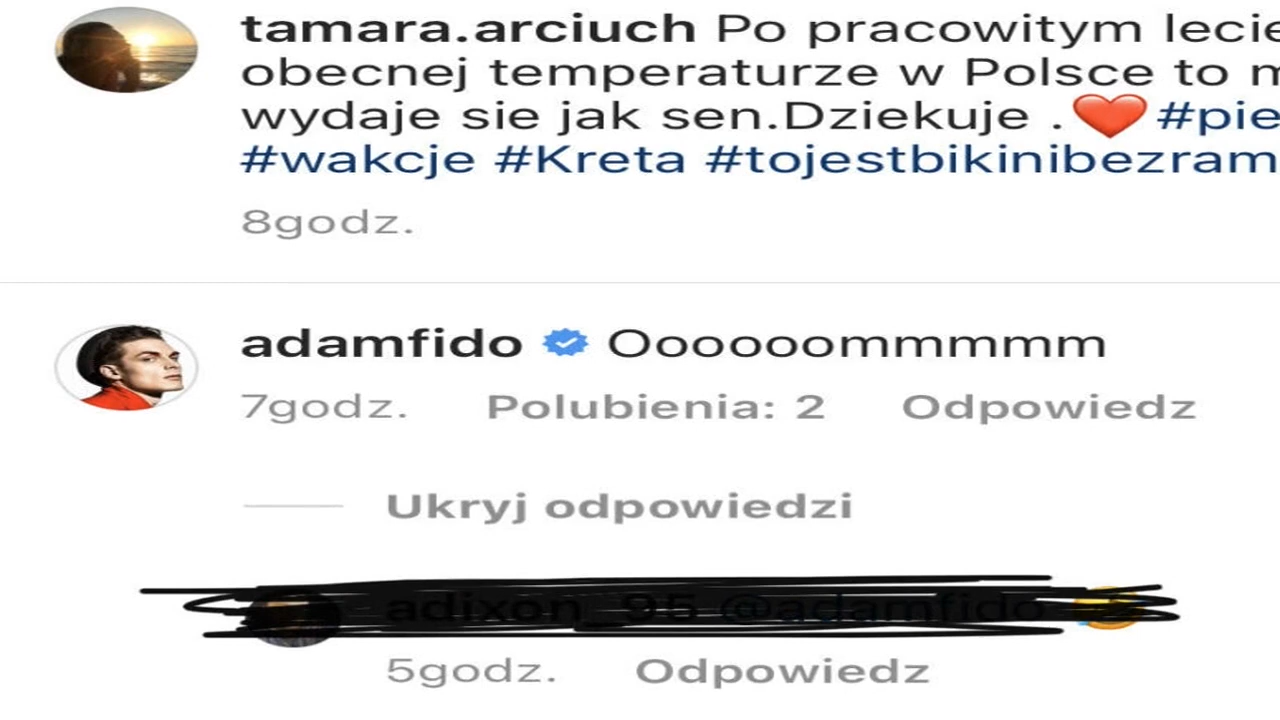 tamara.arciuch Po pracowitym lecie
obecnej temperaturze w Polsce to m
wydaje sie jak sen.Dziekuje .❤️ #pie
#wakcje #Kreta #tojestbikinibezram
8godz.
adamfido Oooooommmmm
7godz. Polubienia: 2 Odpowiedz
Ukryj odpowiedzi
5godz. Odpowiedz